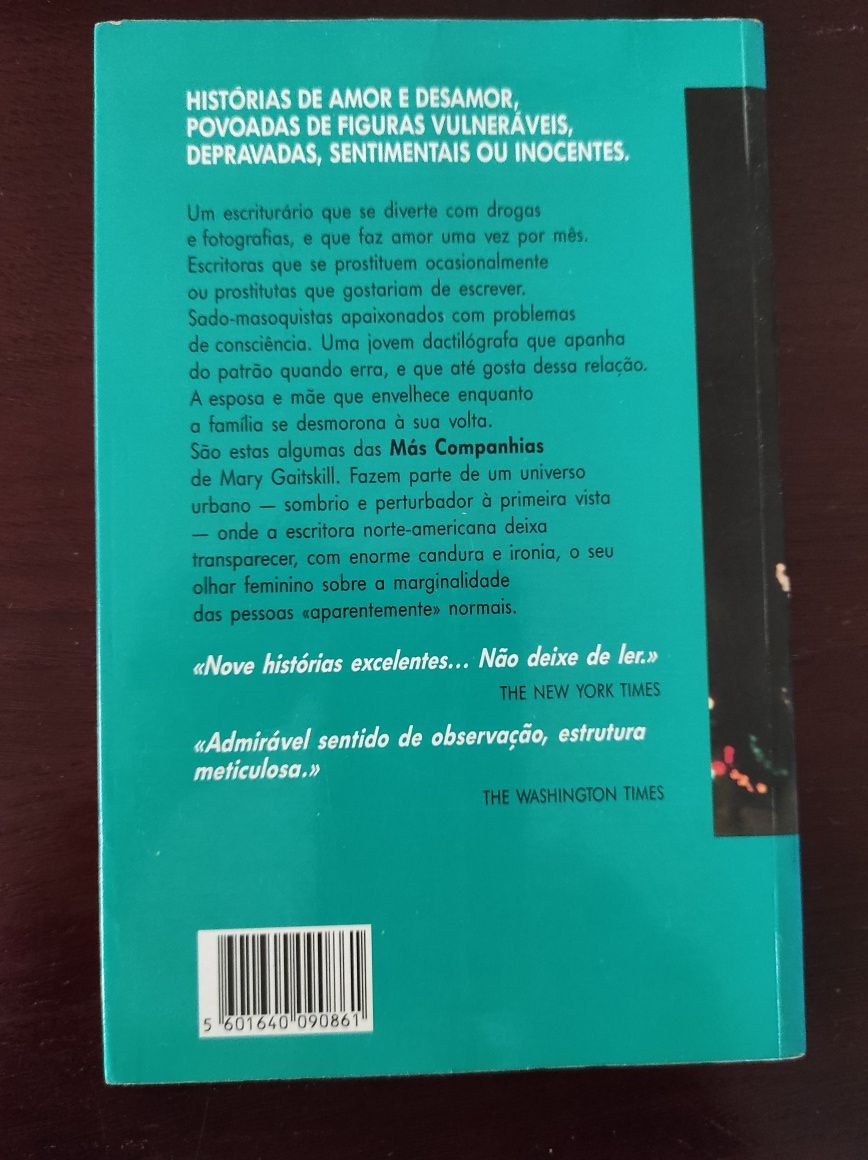 HISTÓRIAS DE AMOR E DESAMOR,
POVOADAS DE FIGURAS VULNERÁVEIS,
DEPRAVADAS, SENTIMENTAIS OU INOCENTES.
Um escriturário que se diverte com drogas
e fotografias, e que faz amor uma vez por mês.
Escritoras que se prostituem ocasionalmente
ou prostitutas que gostariam de escrever.
Sado-masoquistas apaixonados com problemas
de consciência. Uma jovem dactilógrafa que apanha
do patrão quando erra, e que até gosta dessa relação.
A esposa e mãe que envelhece enquanto
a família se desmorona à sua volta.
São estas algumas das Más Companhias
de Mary Gaitskill. Fazem parte de um universo
urbano — sombrio e perturbador à primeira vista
— onde a escritora norte-americana deixa
transparecer, com enorme candura e ironia, o seu
olhar feminino sobre a marginalidade
das pessoas «aparentemente» normais.
«Nove histórias excelentes... Não deixe de ler.»
THE NEW YORK TIMES
«Admirável sentido de observação, estrutura
meticulosa.»
THE WASHINGTON TIMES
5 601640 090861